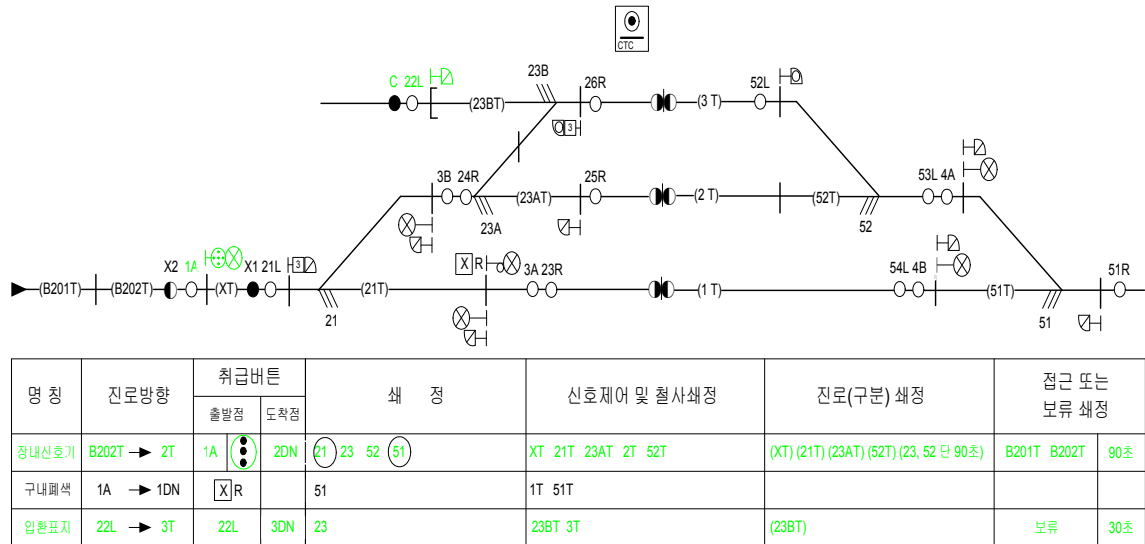 CTC
23B
C 22L
26R
52L
(23BT)
(3 T)
3
3B 24R
25R
53L 4A
(23AT)
(2 T)
(52T)
23A
52
X R
X2 1A
X1 21L
3
3A 23R
54L 4B
51R
(B201T)
(B202T)
(XT)
(21T)
(1 T)
(51T)
21
51
명 칭
진로방향
취급버튼
출발점
도착점
쇄 정
신호제어 및 철사쇄정
진로(구분) 쇄정
접근 또는
보류 쇄정
장내신호기 B202T → 2T 1A 2DN 21 23 52 51 XT 21T 23AT 2T 52T (XT) (21T) (23AT) (52T) (23, 52 단 90초) B201T B202T 90초
구내폐색 1A → 1DN X R 51 1T 51T
입환표지 22L → 3T 22L 3DN 23 23BT 3T (23BT) 보류 30초